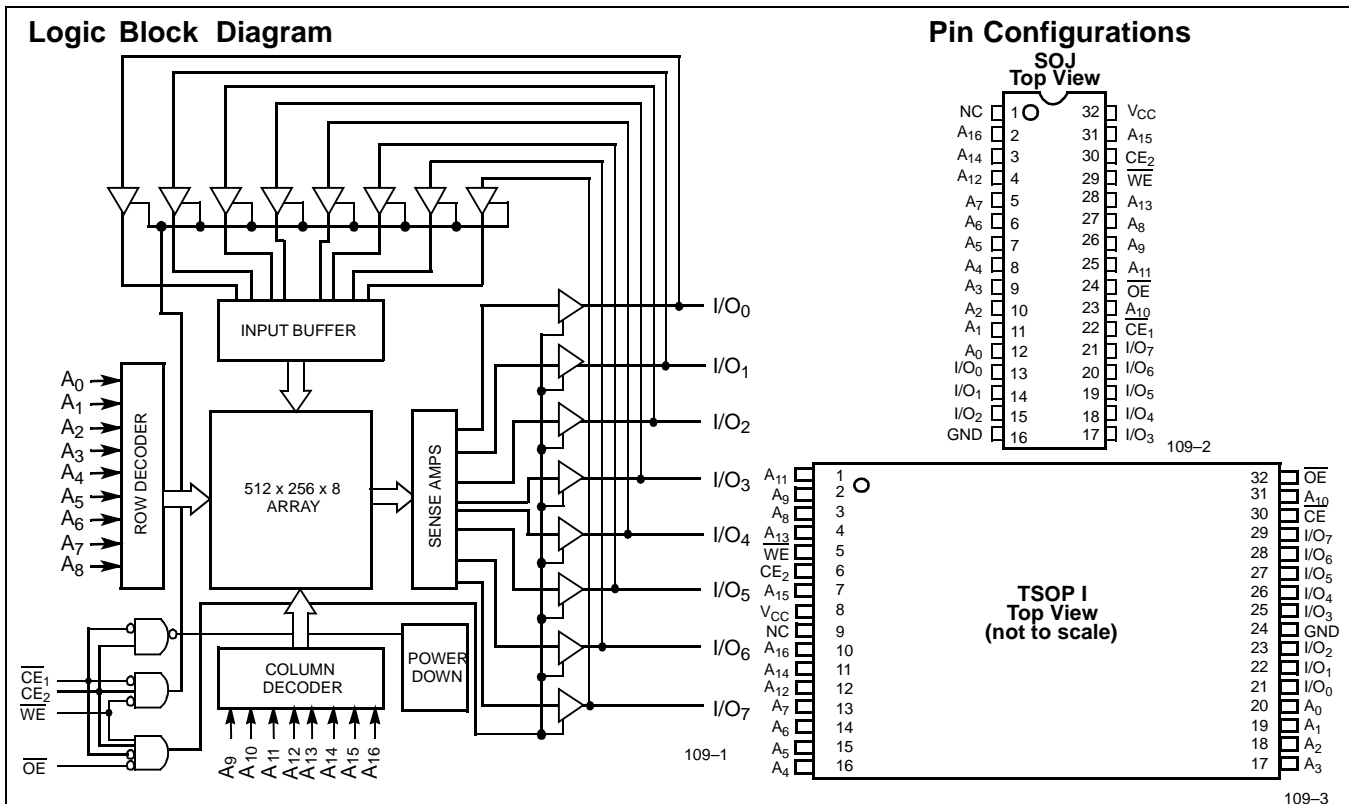 Logic Block Diagram
INPUT BUFFER
A0
A1
A2
A3
A4
A5
A6
A7
A8
ROW DECODER
512 x 256 x 8
ARRAY
SENSE AMPS
I/O0
I/O1
I/O2
I/O3
I/O4
I/O5
I/O6
I/O7
COLUMN
DECODER
POWER
DOWN
C̅E̅1
CE2
W̅E̅
O̅E̅
A9
A10
A11
A12
A13
A14
A15
A16
109–1
Pin Configurations
SOJ
Top View
NC 1 32 VCC
A16 2 31 A15
A14 3 30 CE2
A12 4 29 W̅E̅
A7 5 28 A13
A6 6 27 A8
A5 7 26 A9
A4 8 25 A11
A3 9 24 O̅E̅
A2 10 23 A10
A1 11 22 C̅E̅1
A0 12 21 I/O7
I/O0 13 20 I/O6
I/O1 14 19 I/O5
I/O2 15 18 I/O4
GND 16 17 I/O3
109–2
TSOP I
Top View
(not to scale)
A11 1 32 O̅E̅
A9 2 31 A10
A8 3 30 C̅E̅
A13 4 29 I/O7
W̅E̅ 5 28 I/O6
CE2 6 27 I/O5
A15 7 26 I/O4
VCC 8 25 I/O3
NC 9 24 GND
A16 10 23 I/O2
A14 11 22 I/O1
A12 12 21 I/O0
A7 13 20 A0
A6 14 19 A1
A5 15 18 A2
A4 16 17 A3
109–3